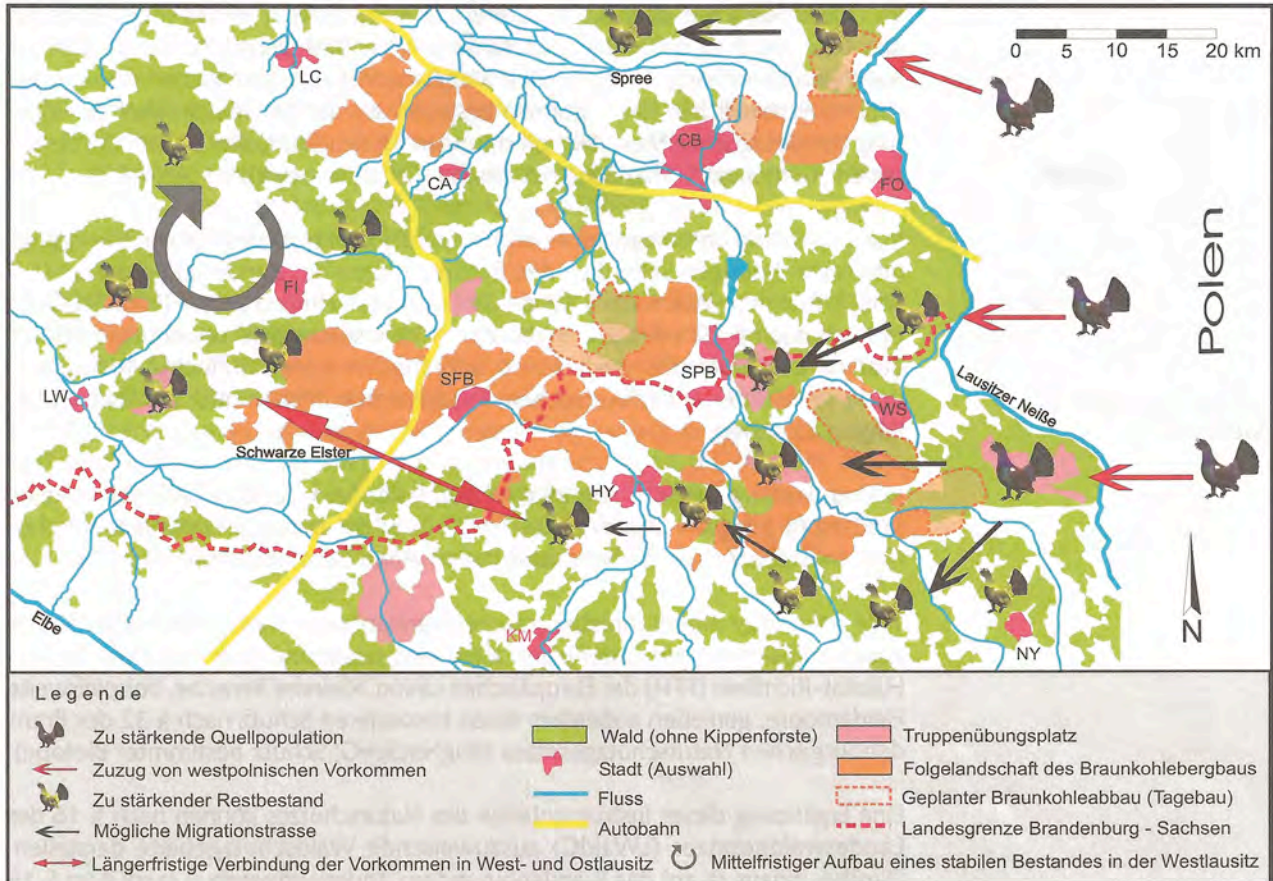 0 5 10 15 20 km
Spree
LC
CB
CA
FO
Polen
FI
LW
SFB
SPB
WS
Lausitzer Neiße
Schwarze Elster
HY
Elbe
KM
NY
N
Legende
Zu stärkende Quellpopulation
Zuzug von westpolnischen Vorkommen
Zu stärkender Restbestand
Mögliche Migrationstrasse
Längerfristige Verbindung der Vorkommen in West- und Ostlausitz
Wald (ohne Kippenforste)
Stadt (Auswahl)
Fluss
Autobahn
Truppenübungsplatz
Folgelandschaft des Braunkohlebergbaus
Geplanter Braunkohleabbau (Tagebau)
Landesgrenze Brandenburg - Sachsen
Mittelfristiger Aufbau eines stabilen Bestandes in der Westlausitz